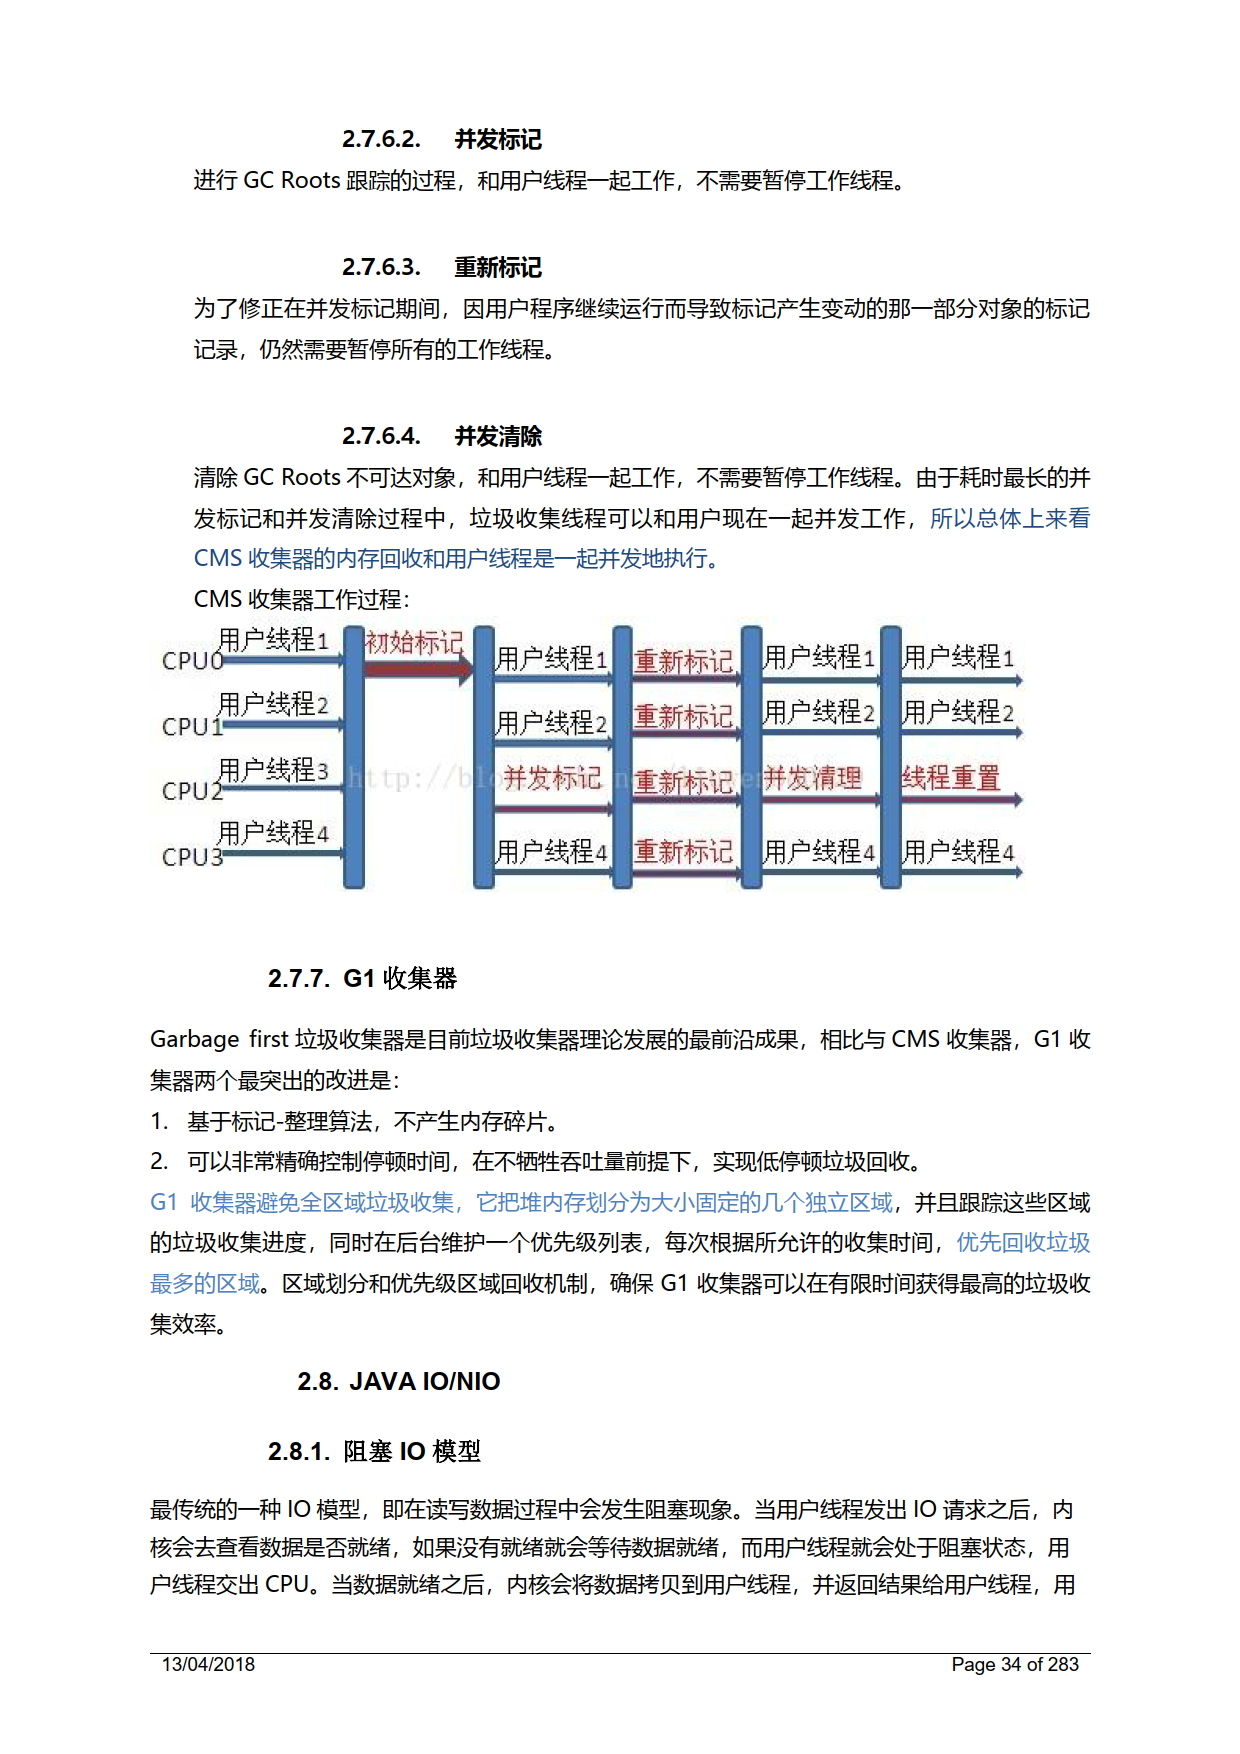 2.7.6.2. 并发标记
进行 GC Roots 跟踪的过程，和用户线程一起工作，不需要暂停工作线程。
2.7.6.3. 重新标记
为了修正在并发标记期间，因用户程序继续运行而导致标记产生变动的那一部分对象的标记
记录，仍然需要暂停所有的工作线程。
2.7.6.4. 并发清除
清除 GC Roots 不可达对象，和用户线程一起工作，不需要暂停工作线程。由于耗时最长的并
发标记和并发清除过程中，垃圾收集线程可以和用户现在一起并发工作，所以总体上来看
CMS 收集器的内存回收和用户线程是一起并发地执行。
CMS 收集器工作过程：
CPU0 用户线程1 初始标记 用户线程1 重新标记 用户线程1 用户线程1
CPU1 用户线程2 用户线程2 重新标记 用户线程2 用户线程2
CPU2 用户线程3 并发标记 重新标记 并发清理 线程重置
CPU3 用户线程4 用户线程4 重新标记 用户线程4 用户线程4
2.7.7. G1 收集器
Garbage first 垃圾收集器是目前垃圾收集器理论发展的最前沿成果，相比与 CMS 收集器，G1 收
集器两个最突出的改进是：
1. 基于标记-整理算法，不产生内存碎片。
2. 可以非常精确控制停顿时间，在不牺牲吞吐量前提下，实现低停顿垃圾回收。
G1 收集器避免全区域垃圾收集，它把堆内存划分为大小固定的几个独立区域，并且跟踪这些区域
的垃圾收集进度，同时在后台维护一个优先级列表，每次根据所允许的收集时间，优先回收垃圾
最多的区域。区域划分和优先级区域回收机制，确保 G1 收集器可以在有限时间获得最高的垃圾收
集效率。
2.8. JAVA IO/NIO
2.8.1. 阻塞 IO 模型
最传统的一种 IO 模型，即在读写数据过程中会发生阻塞现象。当用户线程发出 IO 请求之后，内
核会去查看数据是否就绪，如果没有就绪就会等待数据就绪，而用户线程就会处于阻塞状态，用
户线程交出 CPU。当数据就绪之后，内核会将数据拷贝到用户线程，并返回结果给用户线程，用
13/04/2018 Page 34 of 283